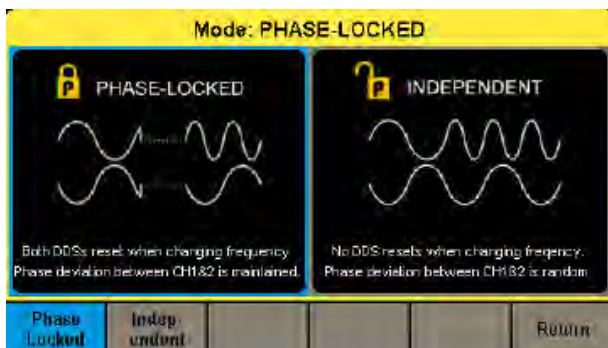 Mode: PHASE-LOCKED
P PHASE-LOCKED
P INDEPENDENT
Both DDSs reset when changing frequency.
Phase deviation between CH1&2 is maintained.
No DDS resets when changing freqency.
Phase deviation between CH1&2 is random
Phase
Locked
Indep-
endent
Return